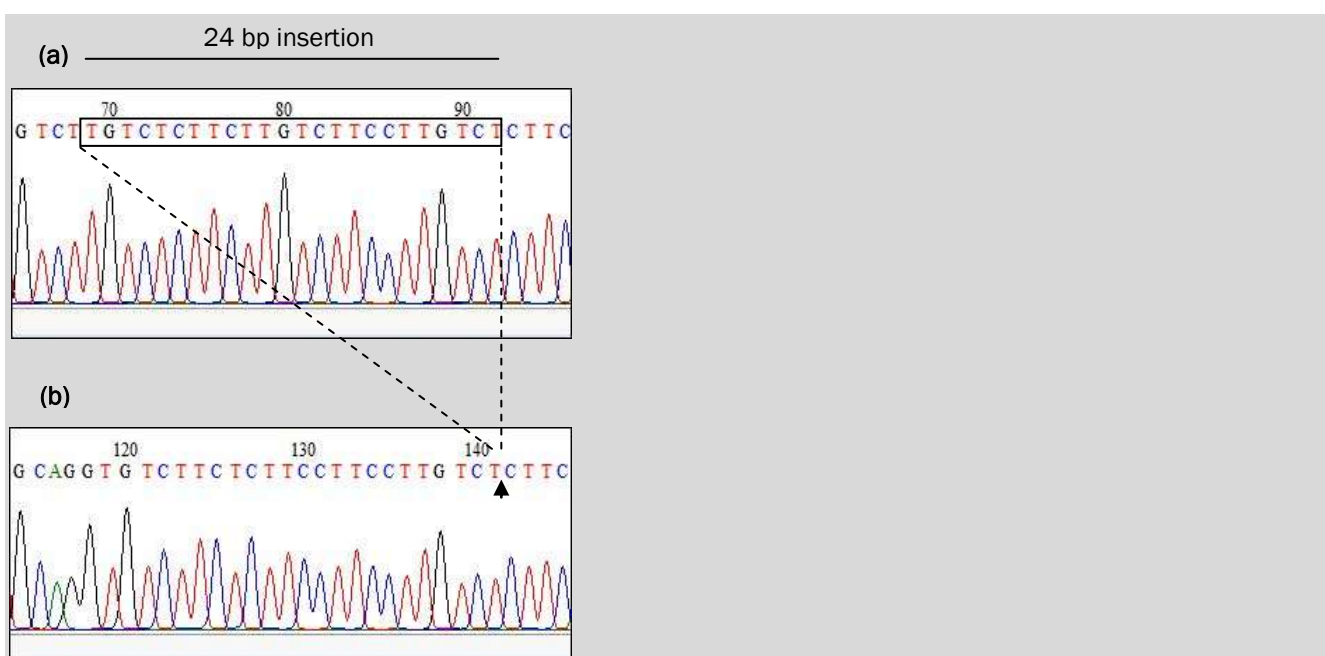 24 bp insertion
(a)
70 80 90
G T C T T G T C T C T T C T T G T C T T C C T T G T C T C T T C
(b)
120 130 140
G C A G G T G T C T T C T C T T C C T T C C T T G T C T C T T C